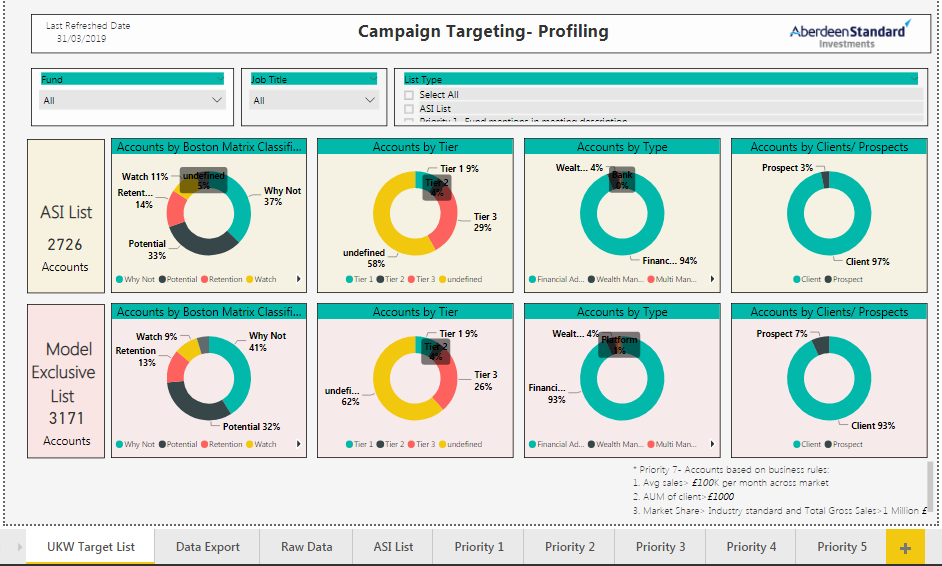 Last Refreshed Date
31/03/2019
Campaign Targeting- Profiling
AberdeenStandard
Investments
Fund
All
Job Title
All
List Type
Select All
ASI List
Priority 1- Fund mentions in meeting description
ASI List
2726
Accounts
Accounts by Boston Matrix Classifi...
Watch 11%
undefined
5%
Retent...
14%
Why Not
37%
Potential
33%
Why Not Potential Retention Watch
Accounts by Tier
Tier 1 9%
Tier 2
4%
Tier 3
29%
undefined
58%
Tier 1 Tier 2 Tier 3 undefined
Accounts by Type
Wealt... 4%
Bank
0%
Financ... 94%
Financial Ad... Wealth Man... Multi Man...
Accounts by Clients/ Prospects
Prospect 3%
Client 97%
Client Prospect
Model
Exclusive
List
3171
Accounts
Accounts by Boston Matrix Classifi...
Watch 9%
Retention
13%
Why Not
41%
Potential 32%
Why Not Potential Retention Watch
Accounts by Tier
Tier 1 9%
Tier 2
4%
Tier 3
26%
undefi...
62%
Tier 1 Tier 2 Tier 3 undefined
Accounts by Type
Wealt... 4%
Platform
1%
Financi...
93%
Financial Ad... Wealth Man... Multi Man...
Accounts by Clients/ Prospects
Prospect 7%
Client 93%
Client Prospect
* Priority 7- Accounts based on business rules:
1. Avg sales> £100K per month across market
2. AUM of client>£1000
3. Market Share> Industry standard and Total Gross Sales>1 Million £
UKW Target List
Data Export
Raw Data
ASI List
Priority 1
Priority 2
Priority 3
Priority 4
Priority 5
+